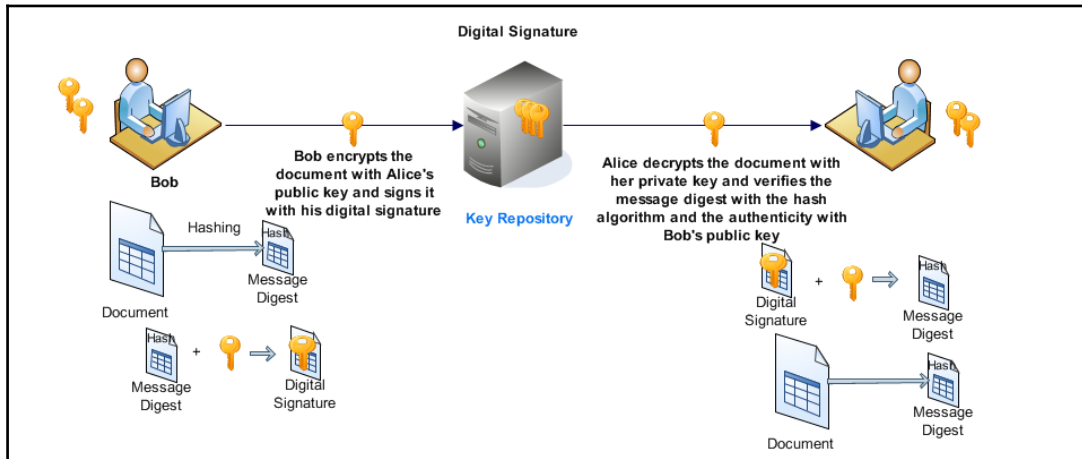 Digital Signature
Bob
Bob encrypts the
document with Alice's
public key and signs it
with his digital signature
Key Repository
Alice decrypts the document with
her private key and verifies the
message digest with the hash
algorithm and the authenticity with
Bob's public key
Hashing
Hash
Message
Digest
Document
Hash
+
Message
Digest
Digital
Signature
Digital
Signature
+
Hash
Message
Digest
Hash
Message
Digest
Document